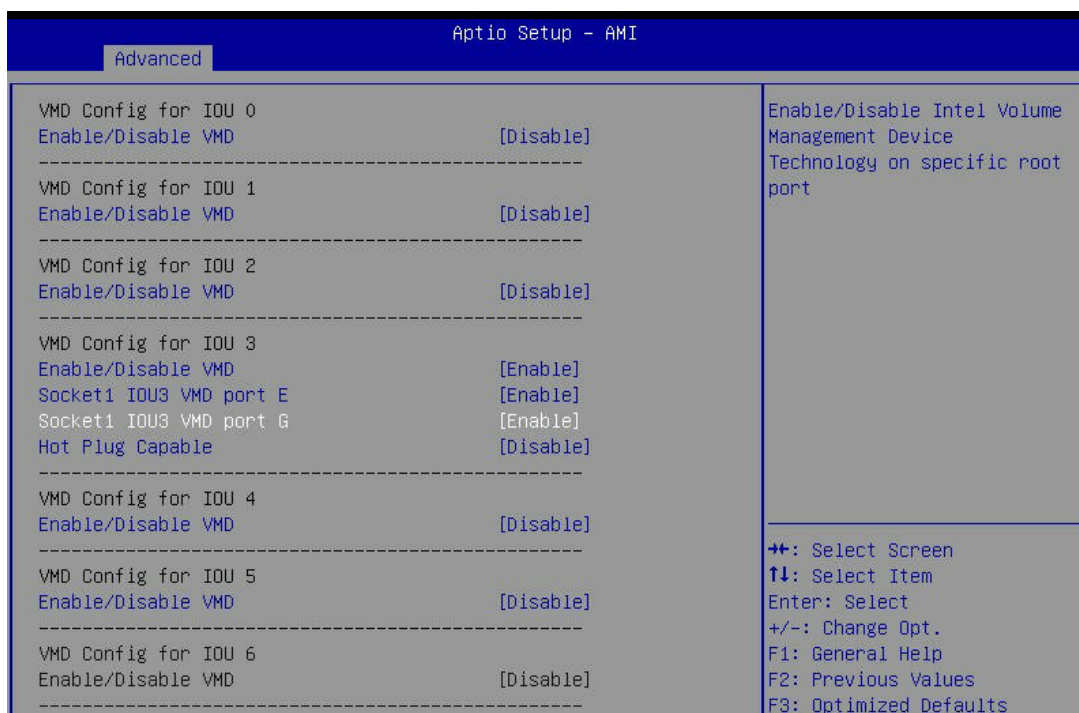 Aptio Setup – AMI
Advanced
VMD Config for IOU 0
Enable/Disable VMD [Disable]
------------------------------------------------------
VMD Config for IOU 1
Enable/Disable VMD [Disable]
------------------------------------------------------
VMD Config for IOU 2
Enable/Disable VMD [Disable]
------------------------------------------------------
VMD Config for IOU 3
Enable/Disable VMD [Enable]
Socket1 IOU3 VMD port E [Enable]
Socket1 IOU3 VMD port G [Enable]
Hot Plug Capable [Disable]
------------------------------------------------------
VMD Config for IOU 4
Enable/Disable VMD [Disable]
------------------------------------------------------
VMD Config for IOU 5
Enable/Disable VMD [Disable]
------------------------------------------------------
VMD Config for IOU 6
Enable/Disable VMD [Disable]
------------------------------------------------------
Enable/Disable Intel Volume
Management Device
Technology on specific root
port
→←: Select Screen
↑↓: Select Item
Enter: Select
+/-: Change Opt.
F1: General Help
F2: Previous Values
F3: Optimized Defaults